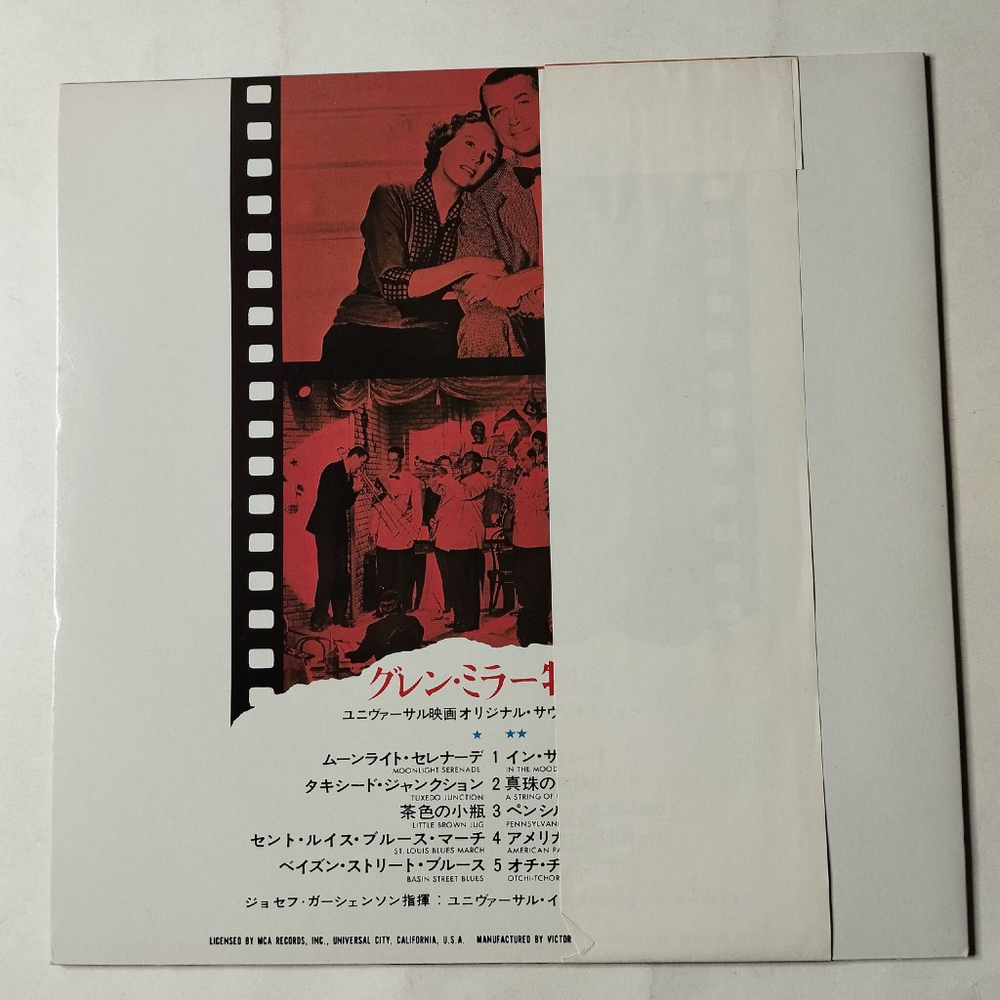 グレン・ミラー
ユニヴァーサル映画オリジナル・サウ
★ ★★
ムーンライト・セレナーデ 1 イン・ザ
MOONLIGHT SERENADE IN THE MOOD
タキシード・ジャンクション 2 真珠の
TUXEDO JUNCTION A STRING OF
茶色の小瓶 3 ペンシル
LITTLE BROWN JUG PENNSYLVAN
セント・ルイス・ブルース・マーチ 4 アメリカ
ST. LOUIS BLUES MARCH AMERICAN PA
ベイズン・ストリート・ブルース 5 オチ・チ
BASIN STREET BLUES OTCHI-TCHOR
ジョセフ・ガーシェンソン指揮：ユニヴァーサル・イ
LICENSED BY MCA RECORDS, INC., UNIVERSAL CITY, CALIFORNIA, U.S.A. MANUFACTURED BY VICTOR